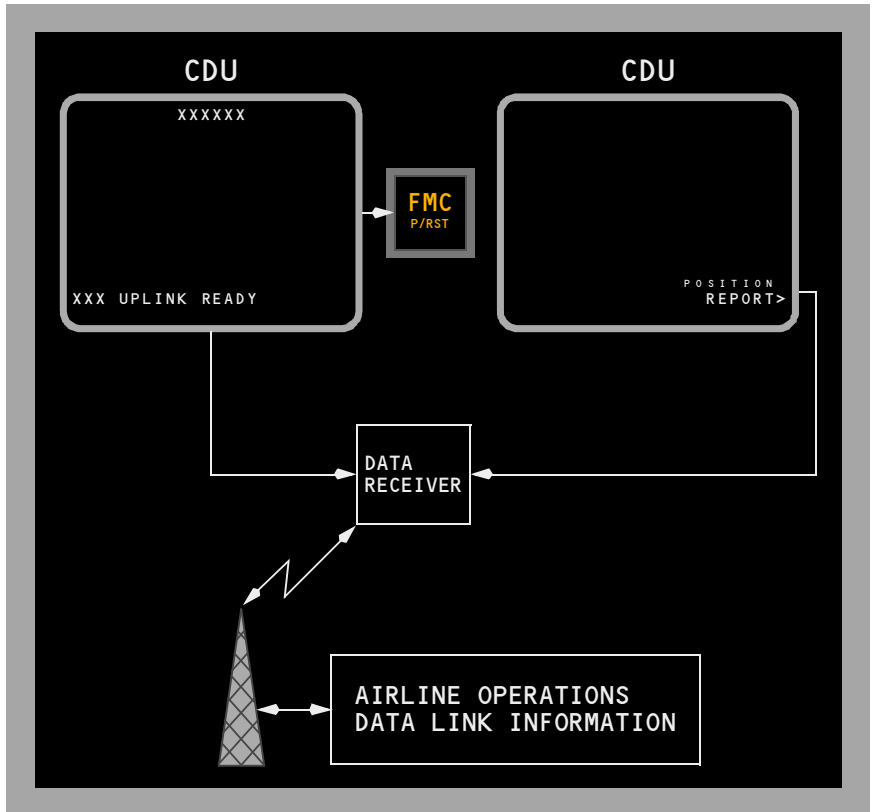 CDU
XXXXXX
XXX UPLINK READY
FMC
P/RST
CDU
POSITION
REPORT>
DATA
RECEIVER
AIRLINE OPERATIONS
DATA LINK INFORMATION